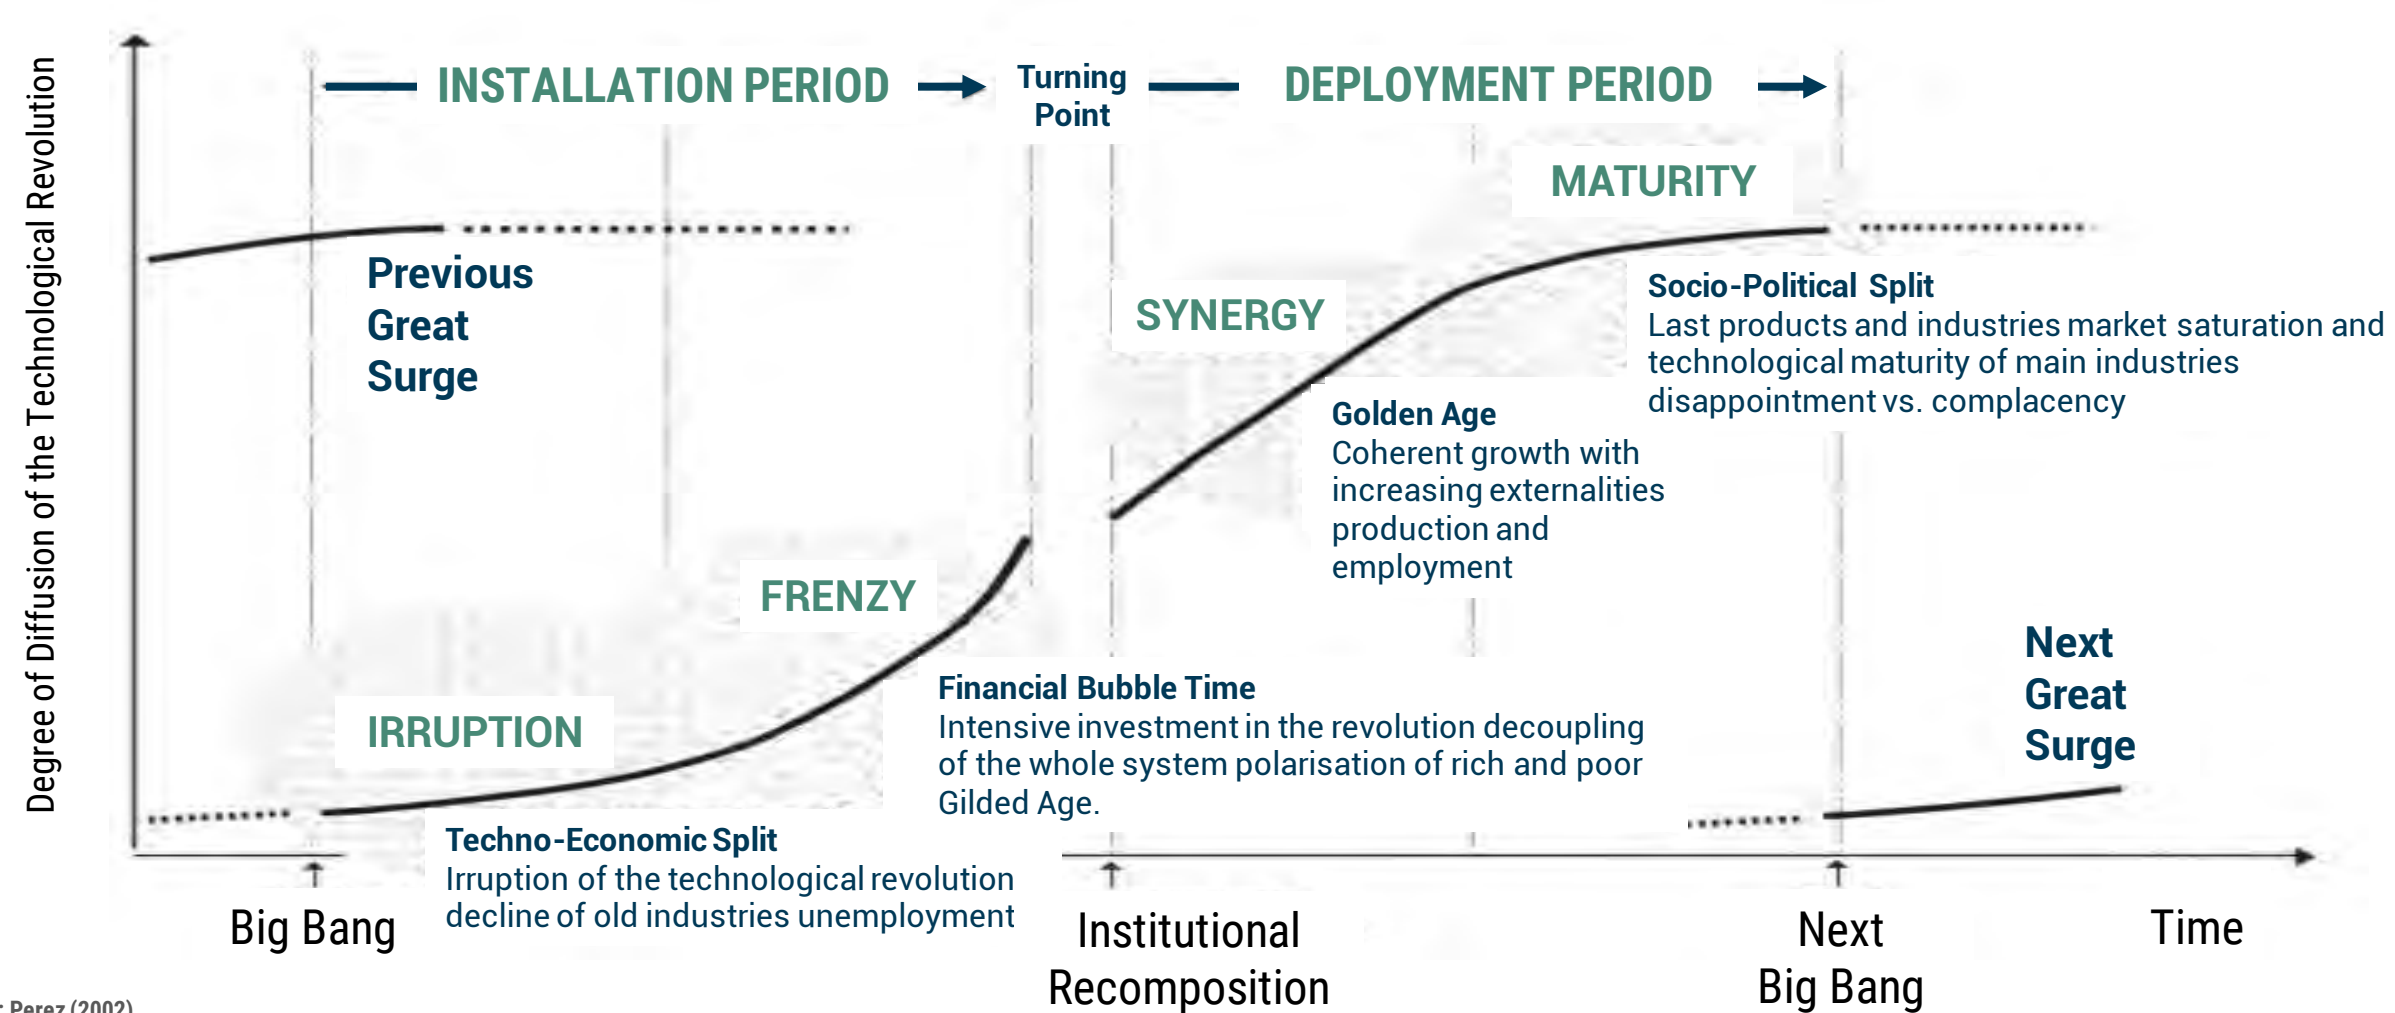 Degree of Diffusion of the Technological Revolution
INSTALLATION PERIOD
Turning
Point
DEPLOYMENT PERIOD
MATURITY
Previous
Great
Surge
SYNERGY
Socio-Political Split
Last products and industries market saturation and
technological maturity of main industries
disappointment vs. complacency
Golden Age
Coherent growth with
increasing externalities
production and
employment
FRENZY
IRRUPTION
Financial Bubble Time
Intensive investment in the revolution decoupling
of the whole system polarisation of rich and poor
Gilded Age.
Next
Great
Surge
Techno-Economic Split
Irruption of the technological revolution
decline of old industries unemployment
Big Bang
Institutional
Recomposition
Next
Big Bang
Time
: Perez (2002)